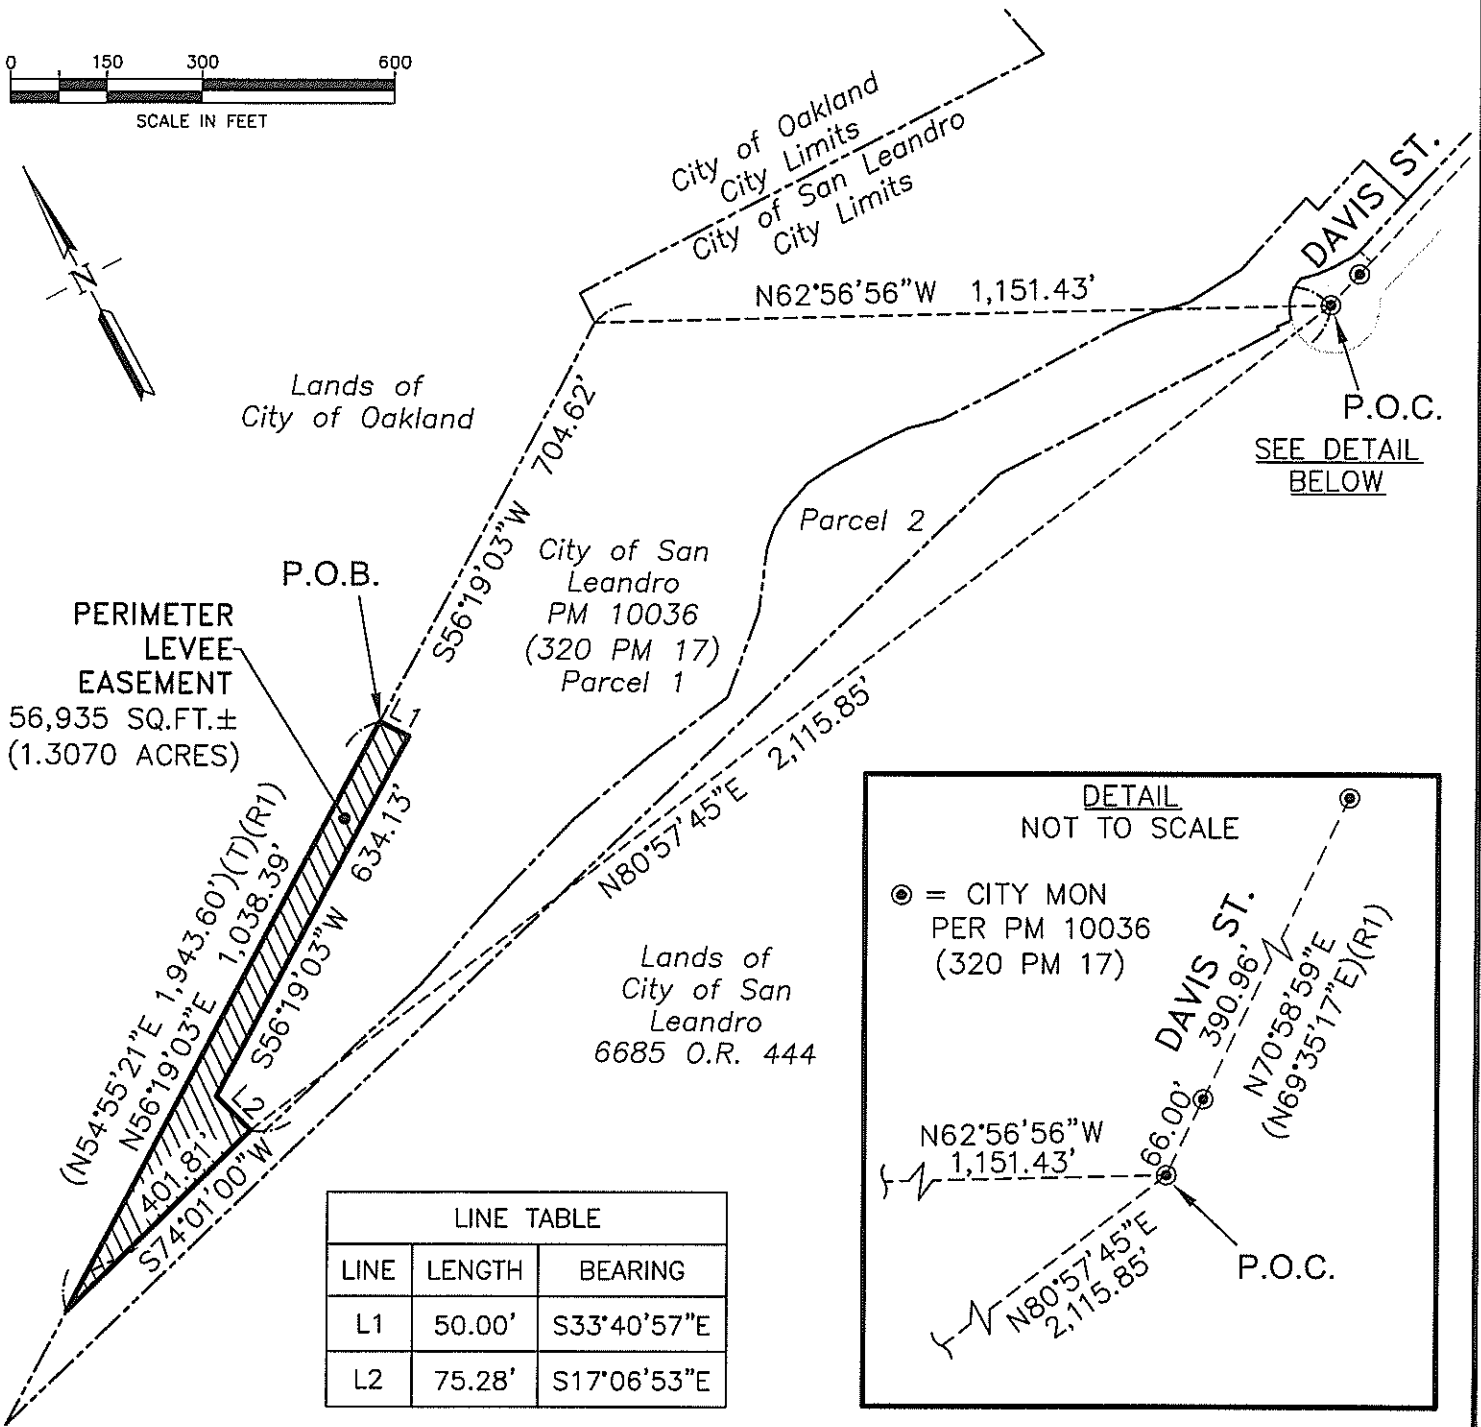 0 150 300 600
SCALE IN FEET
N
City of Oakland
City Limits
City of San Leandro
City Limits
DAVIS ST.
N62°56'56"W 1,151.43'
P.O.C.
SEE DETAIL
BELOW
Lands of
City of Oakland
S56°19'03"W 704.62'
Parcel 2
City of San
Leandro
PM 10036
(320 PM 17)
Parcel 1
P.O.B.
PERIMETER
LEVEE
EASEMENT
56,935 SQ.FT.±
(1.3070 ACRES)
L1
N80°57'45"E 2,115.85'
(N54°55'21"E 1,943.60')(T)(R1)
N56°19'03"E 1,038.39'
S56°19'03"W 634.13'
L2
401.81'
S74°01'00"W
Lands of
City of San
Leandro
6685 O.R. 444
LINE TABLE
LINE LENGTH BEARING
L1 50.00' S33°40'57"E
L2 75.28' S17°06'53"E
DETAIL
NOT TO SCALE
= CITY MON
PER PM 10036
(320 PM 17)
DAVIS ST.
390.96'
N70°58'59"E
(N69°35'17"E)(R1)
66.00'
N62°56'56"W
1,151.43'
N80°57'45"E
2,115.85'
P.O.C.